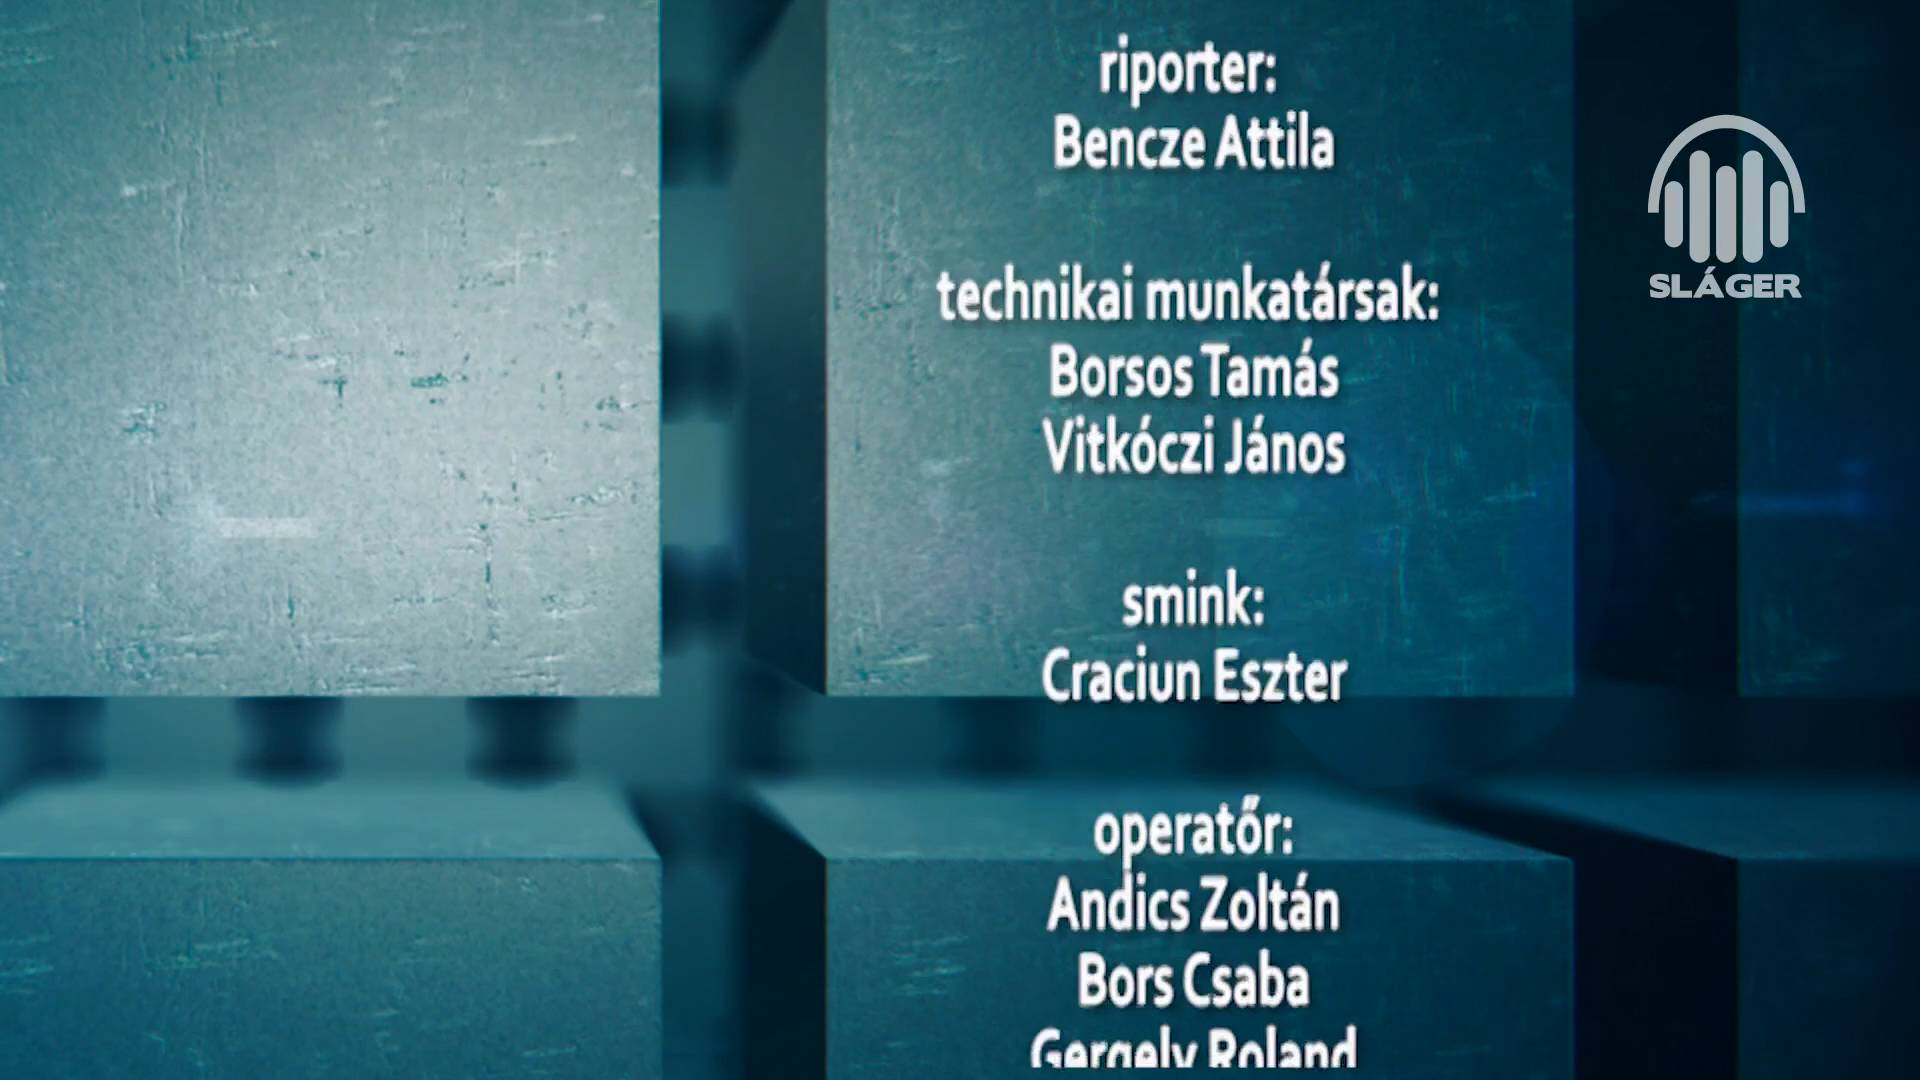 riporter:
Bencze Attila
technikai munkatársak:
Borsos Tamás
Vitkóczi János
smink:
Craciun Eszter
operatőr:
Andics Zoltán
Bors Csaba
Gergely Roland
SLÁGER